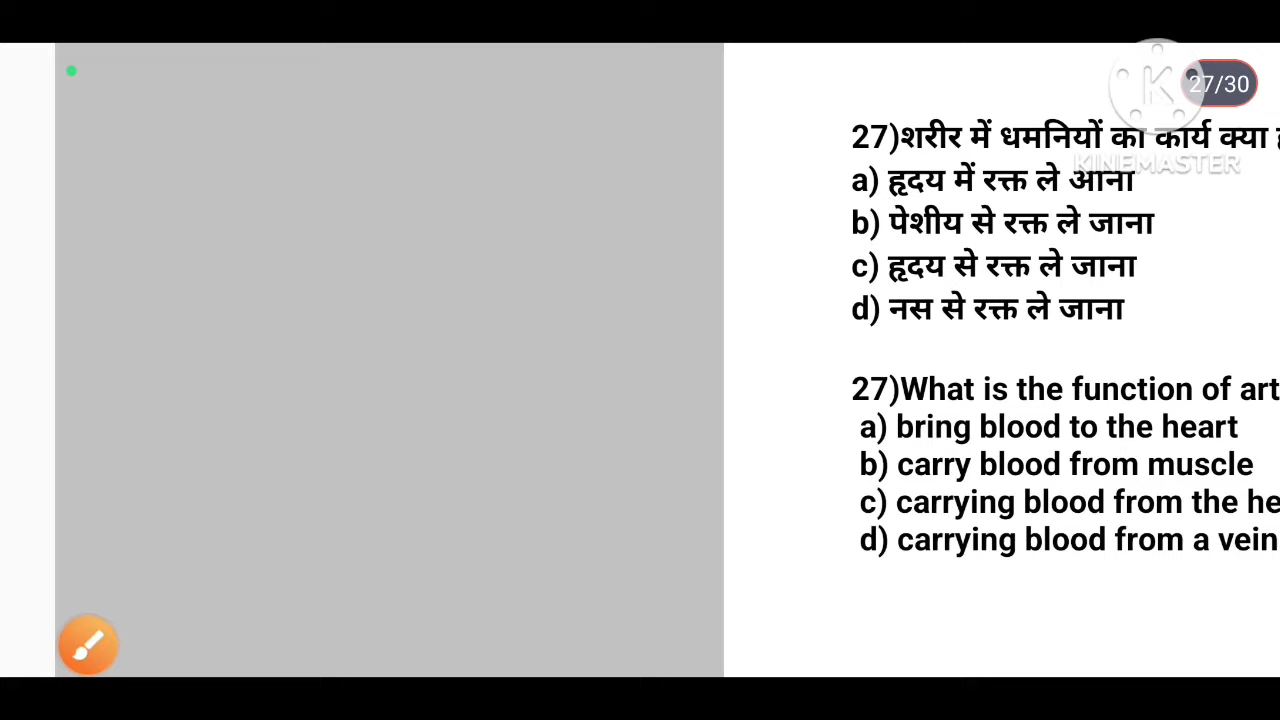 27/30
27)शरीर में धमनियों का कार्य क्या
a) हृदय में रक्त ले आना
KINEMASTER
b) पेशीय से रक्त ले जाना
c) हृदय से रक्त ले जाना
d) नस से रक्त ले जाना
27)What is the function of art
a) bring blood to the heart
b) carry blood from muscle
c) carrying blood from the he
d) carrying blood from a vein